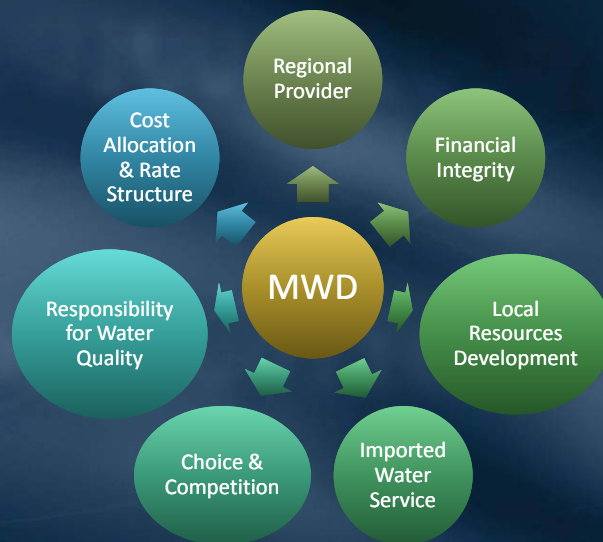 Regional
Provider
Cost
Allocation
& Rate
Structure
Financial
Integrity
MWD
Responsibility
for Water
Quality
Local
Resources
Development
Choice &
Competition
Imported
Water
Service